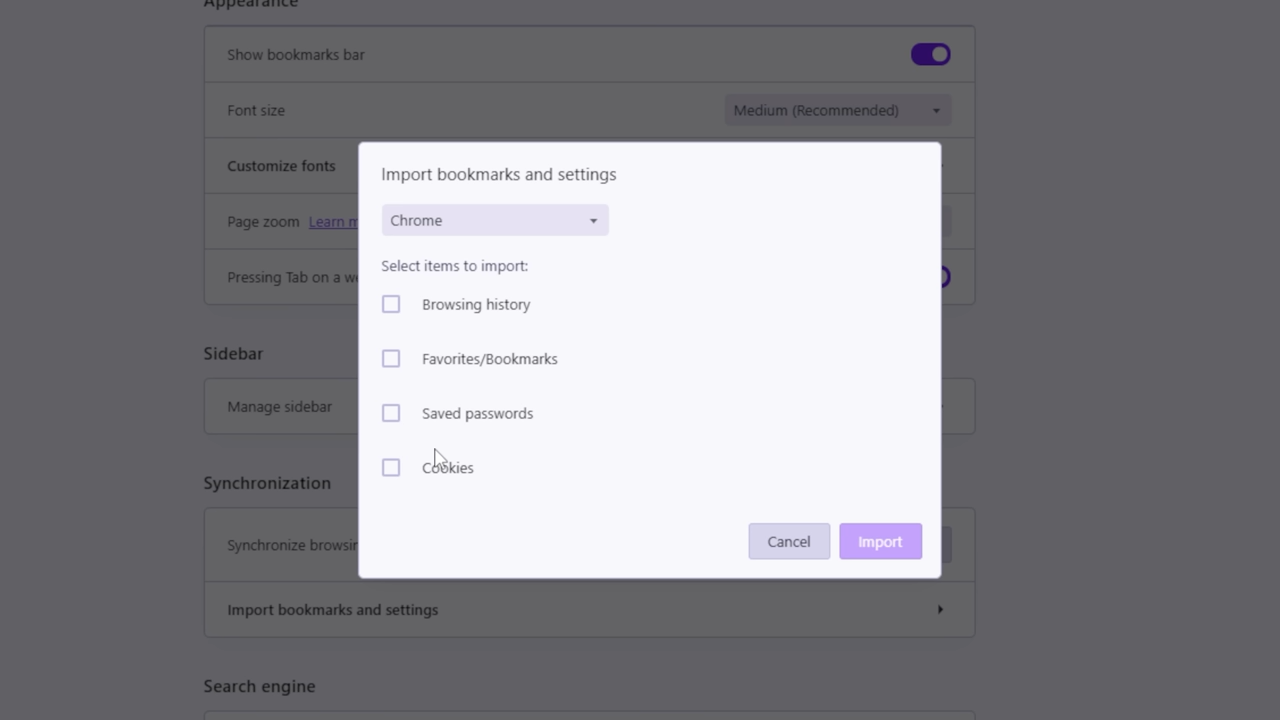 Appearance
Show bookmarks bar
Font size
Medium (Recommended)
Customize fonts
Page zoom Learn
Pressing Tab on a
Import bookmarks and settings
Chrome
Select items to import:
Browsing history
Favorites/Bookmarks
Saved passwords
Cookies
Cancel
Import
Sidebar
Manage sidebar
Synchronization
Synchronize
Import bookmarks and settings
Search engine